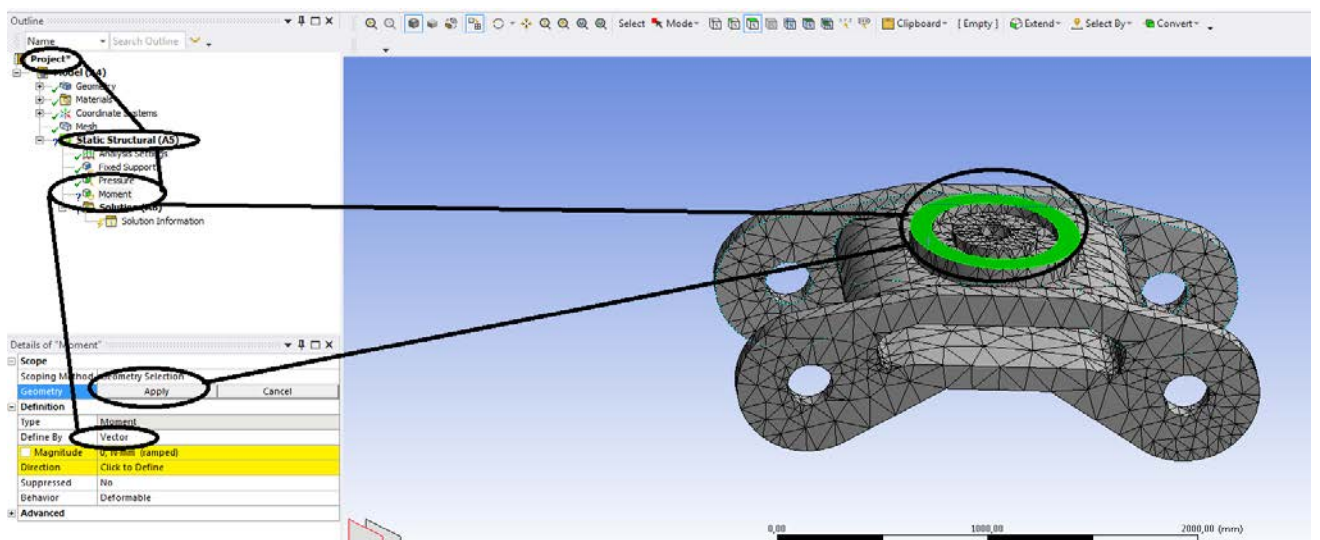 Outline
Select Mode Clipboard [ Empty ] Extend Select By Convert
Name Search Outline
Project*
Model (A4)
Geometry
Materials
Coordinate Systems
Mesh
Static Structural (A5)
Analysis Settings
Fixed Support
Pressure
Moment
Solution (A6)
Solution Information
Details of "Moment"
Scope
Scoping Method Geometry Selection
Geometry Apply Cancel
Definition
Type Moment
Define By Vector
Magnitude 0, N·mm (ramped)
Direction Click to Define
Suppressed No
Behavior Deformable
Advanced
0,00 1000,00 2000,00 (mm)